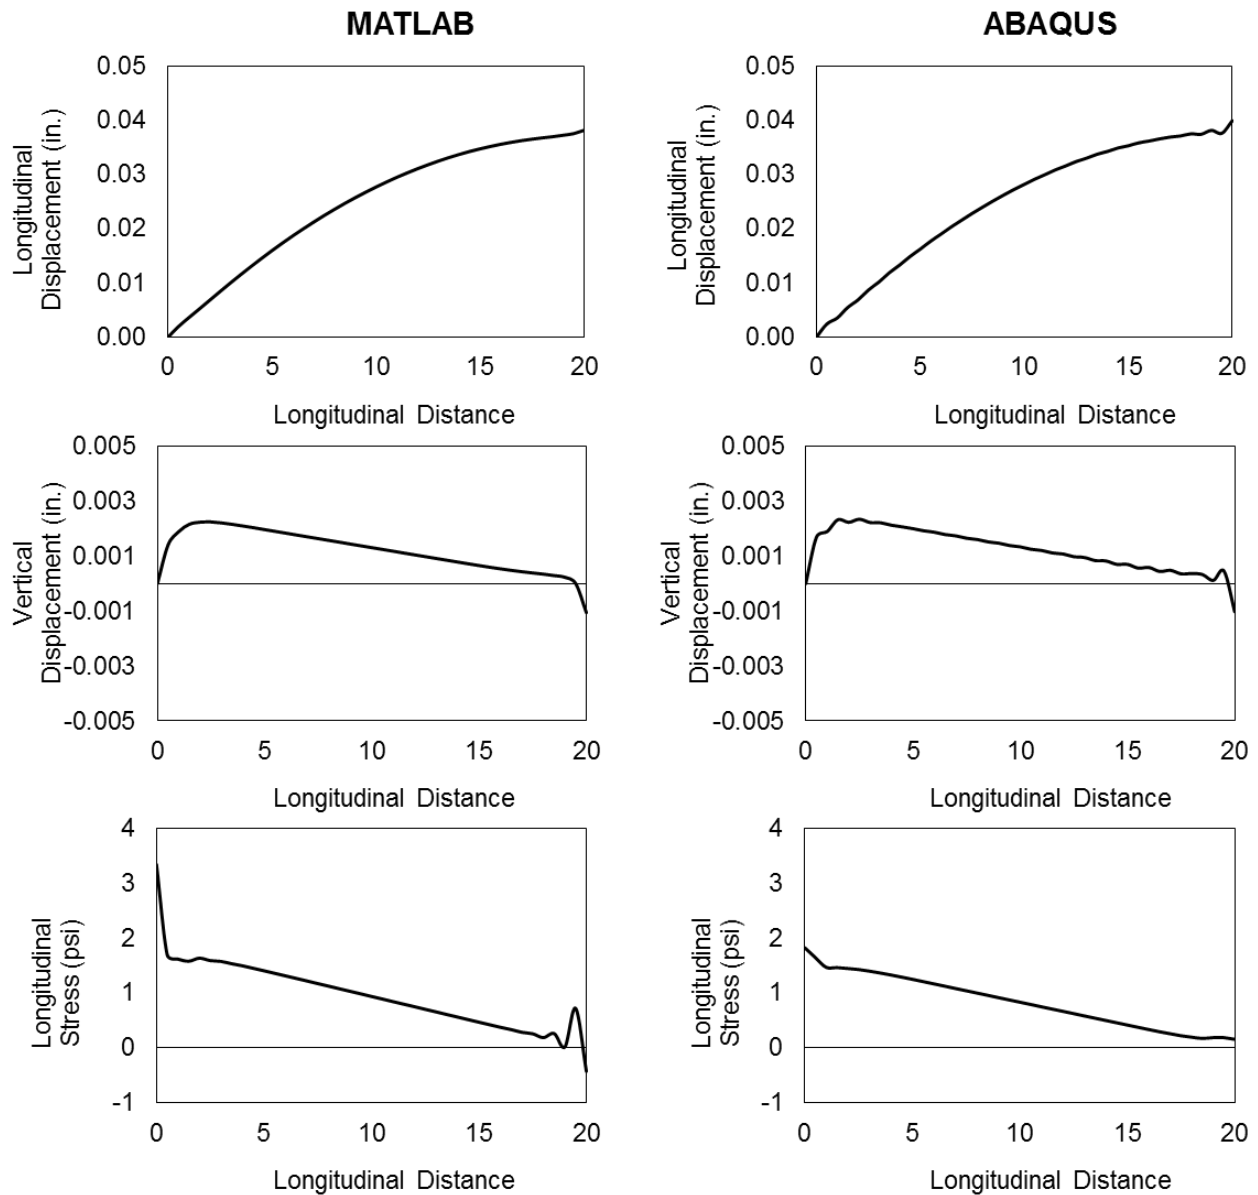 MATLAB
ABAQUS
Longitudinal
Displacement (in.)
0.05
0.04
0.03
0.02
0.01
0.00
0 5 10 15 20
Longitudinal Distance
Longitudinal
Displacement (in.)
0.05
0.04
0.03
0.02
0.01
0.00
0 5 10 15 20
Longitudinal Distance
Vertical
Displacement (in.)
0.005
0.003
0.001
-0.001
-0.003
-0.005
0 5 10 15 20
Longitudinal Distance
Vertical
Displacement (in.)
0.005
0.003
0.001
-0.001
-0.003
-0.005
0 5 10 15 20
Longitudinal Distance
Longitudinal
Stress (psi)
4
3
2
1
0
-1
0 5 10 15 20
Longitudinal Distance
Longitudinal
Stress (psi)
4
3
2
1
0
-1
0 5 10 15 20
Longitudinal Distance